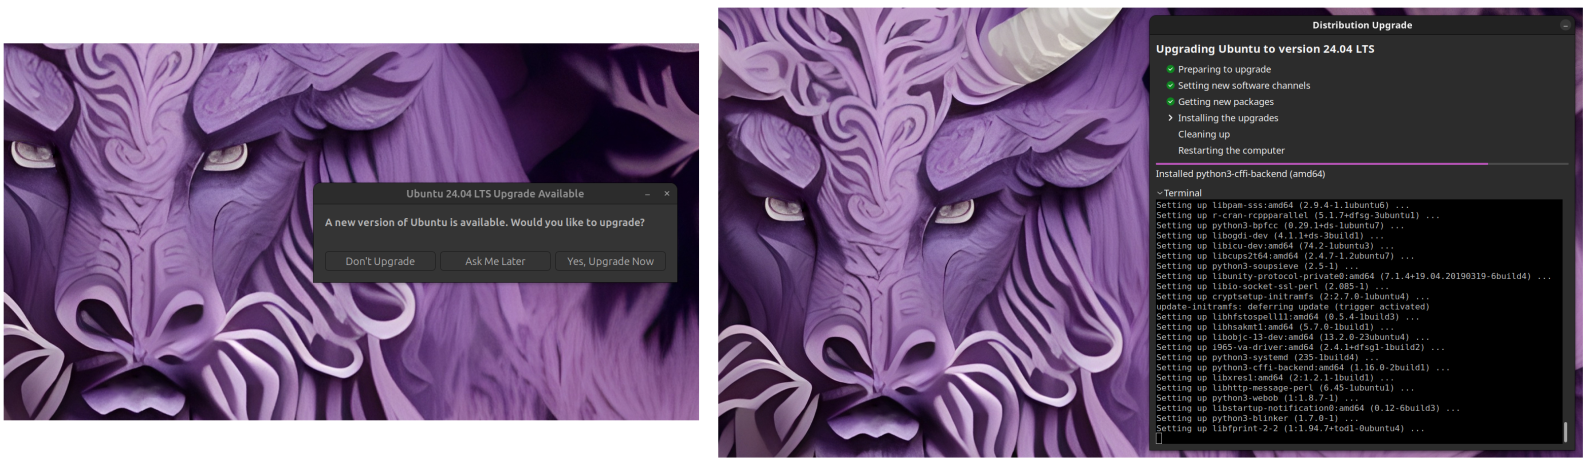 Ubuntu 24.04 LTS Upgrade Available
A new version of Ubuntu is available. Would you like to upgrade?
Don't Upgrade
Ask Me Later
Yes, Upgrade Now
Distribution Upgrade
Upgrading Ubuntu to version 24.04 LTS
Preparing to upgrade
Setting new software channels
Getting new packages
Installing the upgrades
Cleaning up
Restarting the computer
Installed python3-cffi-backend (amd64)
Terminal
Setting up libpam-sss:amd64 (2.9.4-1.1ubuntu6) ...
Setting up r-cran-rcppparallel (5.1.7+dfsg-3ubuntu1) ...
Setting up python3-bpfcc (0.29.1+ds-1ubuntu7) ...
Setting up libogdi-dev (4.1.1+ds-3build1) ...
Setting up libicu-dev:amd64 (74.2-1ubuntu3) ...
Setting up libcups2t64:amd64 (2.4.7-1.2ubuntu7) ...
Setting up python3-soupsieve (2.5-1) ...
Setting up libunity-protocol-private0:amd64 (7.1.4+19.04.20190319-6build4) ...
Setting up libio-socket-ssl-perl (2.085-1) ...
Setting up cryptsetup-initramfs (2:2.7.0-1ubuntu4) ...
update-initramfs: deferring update (trigger activated)
Setting up libhfstospell11:amd64 (0.5.4-1build3) ...
Setting up libhsakmt1:amd64 (5.7.0-1build1) ...
Setting up libobjc-13-dev:amd64 (13.2.0-23ubuntu4) ...
Setting up i965-va-driver:amd64 (2.4.1+dfsg1-1build2) ...
Setting up python3-systemd (235-1build4) ...
Setting up python3-cffi-backend:amd64 (1.16.0-2build1) ...
Setting up libxres1:amd64 (2:1.2.1-1build1) ...
Setting up libhttp-message-perl (6.45-1ubuntu1) ...
Setting up python3-webob (1:1.8.7-1) ...
Setting up libstartup-notification0:amd64 (0.12-6build3) ...
Setting up python3-blinker (1.7.0-1) ...
Setting up libfprint-2-2 (1:1.94.7+tod1-0ubuntu4) ...